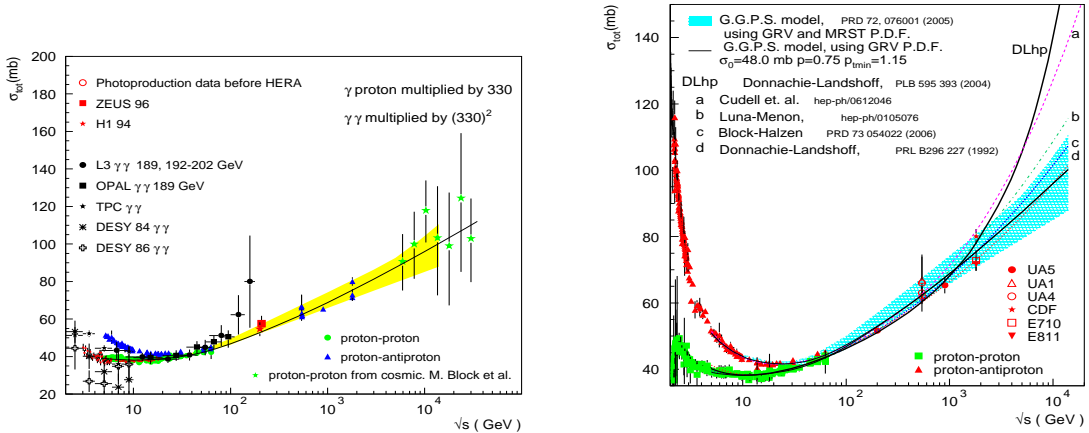 σtot(mb)
200
180
160
140
120
100
80
60
40
20
0
Photoproduction data before HERA
ZEUS 96
H1 94
L3 γγ 189, 192-202 GeV
OPAL γγ 189 GeV
TPC γγ
DESY 84 γγ
DESY 86 γγ
γ proton multiplied by 330
γγ multiplied by (330)²
proton-proton
proton-antiproton
proton-proton from cosmic. M. Block et al.
10 10² 10³ 10⁴
√s ( GeV )
σtot(mb)
140
120
100
80
60
40
G.G.P.S. model, PRD 72, 076001 (2005)
using GRV and MRST P.D.F.
G.G.P.S. model, using GRV P.D.F.
σ₀=48.0 mb p=0.75 ptmin=1.15
DLhp Donnachie-Landshoff, PLB 595 393 (2004)
a Cudell et. al. hep-ph/0612046
b Luna-Menon, hep-ph/0105076
c Block-Halzen PRD 73 054022 (2006)
d Donnachie-Landshoff, PRL B296 227 (1992)
DLhp
a
b
c
d
UA5
UA1
UA4
CDF
E710
E811
proton-proton
proton-antiproton
10 10² 10³ 10⁴
√s ( GeV )